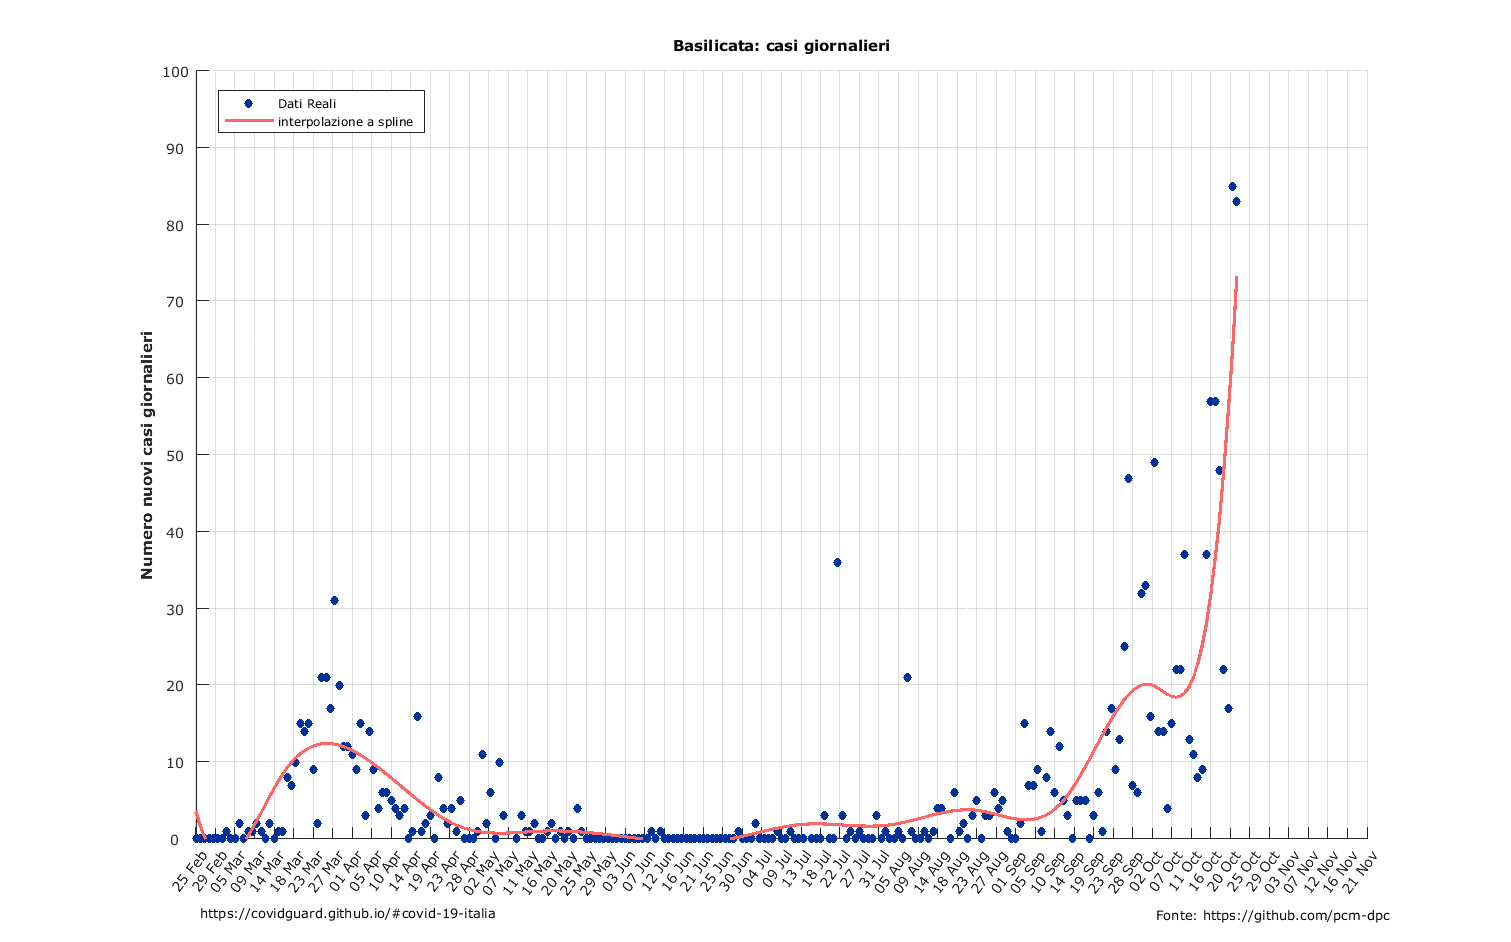 Basilicata: casi giornalieri
Dati Reali
interpolazione a spline
Numero nuovi casi giornalieri
100
90
80
70
60
50
40
30
20
10
0
25 Feb
29 Feb
05 Mar
09 Mar
14 Mar
18 Mar
23 Mar
27 Mar
01 Apr
05 Apr
10 Apr
14 Apr
19 Apr
23 Apr
28 Apr
02 May
07 May
11 May
16 May
20 May
25 May
29 May
03 Jun
07 Jun
12 Jun
16 Jun
21 Jun
25 Jun
30 Jun
04 Jul
09 Jul
13 Jul
18 Jul
22 Jul
27 Jul
31 Jul
05 Aug
09 Aug
14 Aug
18 Aug
23 Aug
27 Aug
01 Sep
05 Sep
10 Sep
14 Sep
19 Sep
23 Sep
28 Sep
02 Oct
07 Oct
11 Oct
16 Oct
20 Oct
25 Oct
29 Oct
03 Nov
07 Nov
12 Nov
16 Nov
21 Nov
https://covidguard.github.io/#covid-19-italia
Fonte: https://github.com/pcm-dpc